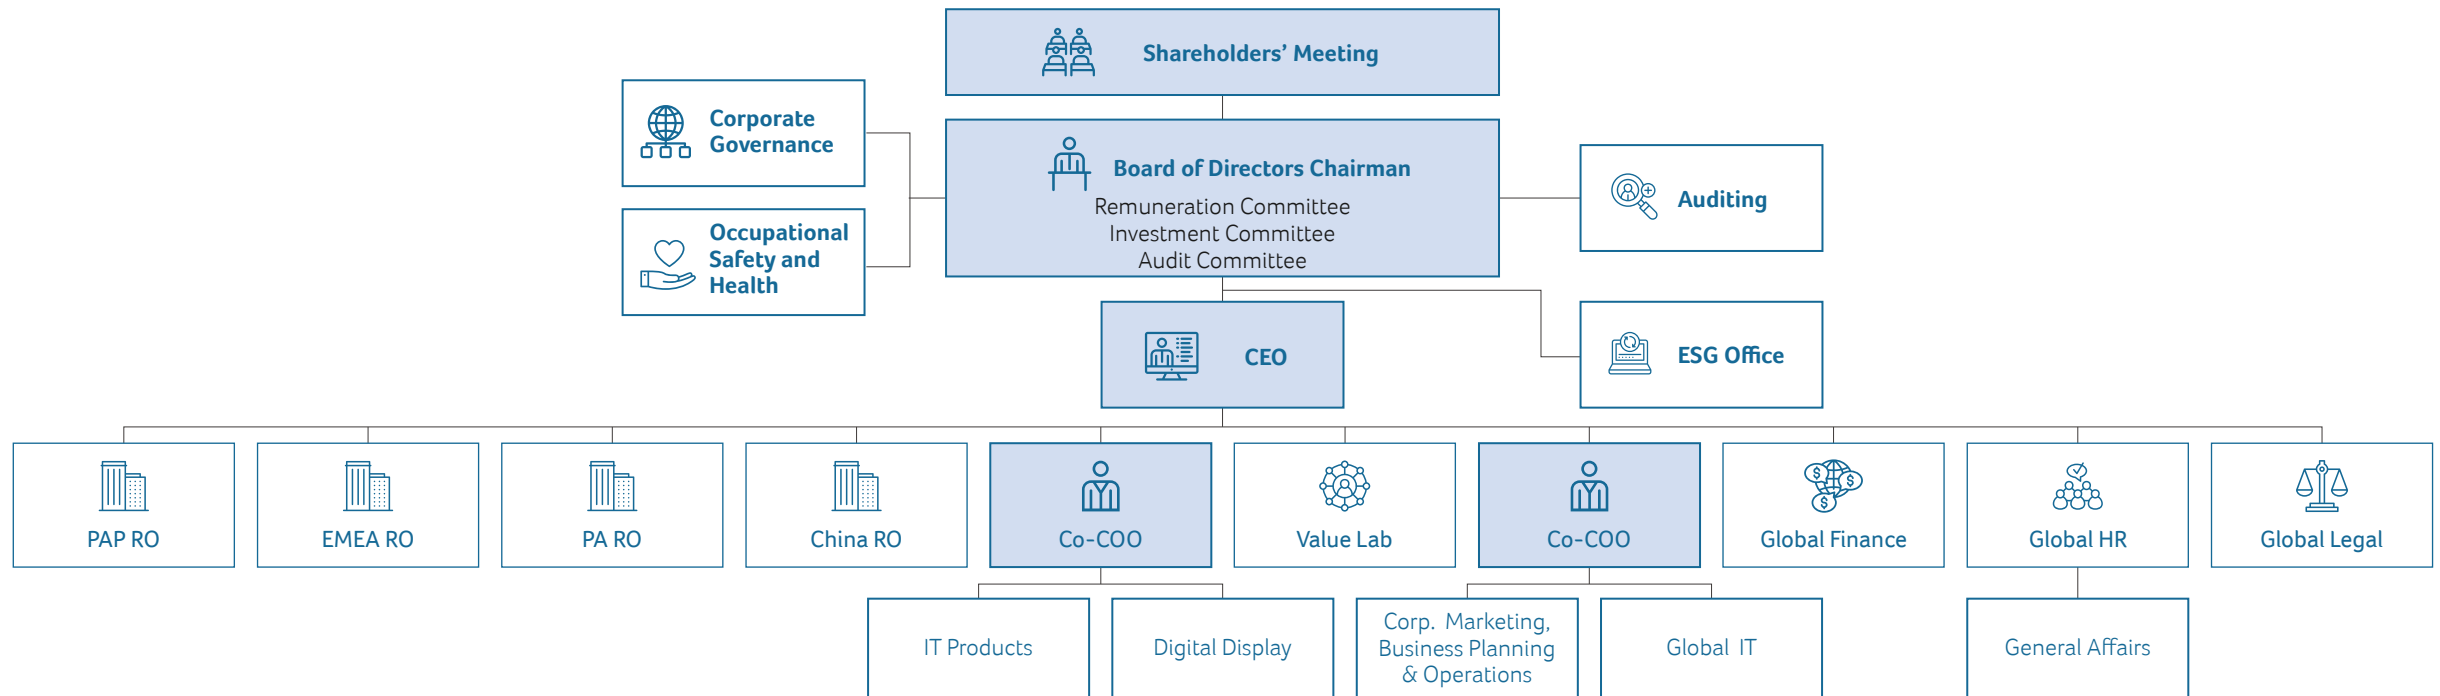 Shareholders’ Meeting
Corporate
Governance
Occupational
Safety and
Health
Board of Directors Chairman
Remuneration Committee
Investment Committee
Audit Committee
Auditing
CEO
ESG Office
PAP RO
EMEA RO
PA RO
China RO
Co-COO
Value Lab
Co-COO
Global Finance
Global HR
Global Legal
IT Products
Digital Display
Corp. Marketing,
Business Planning
& Operations
Global IT
General Affairs